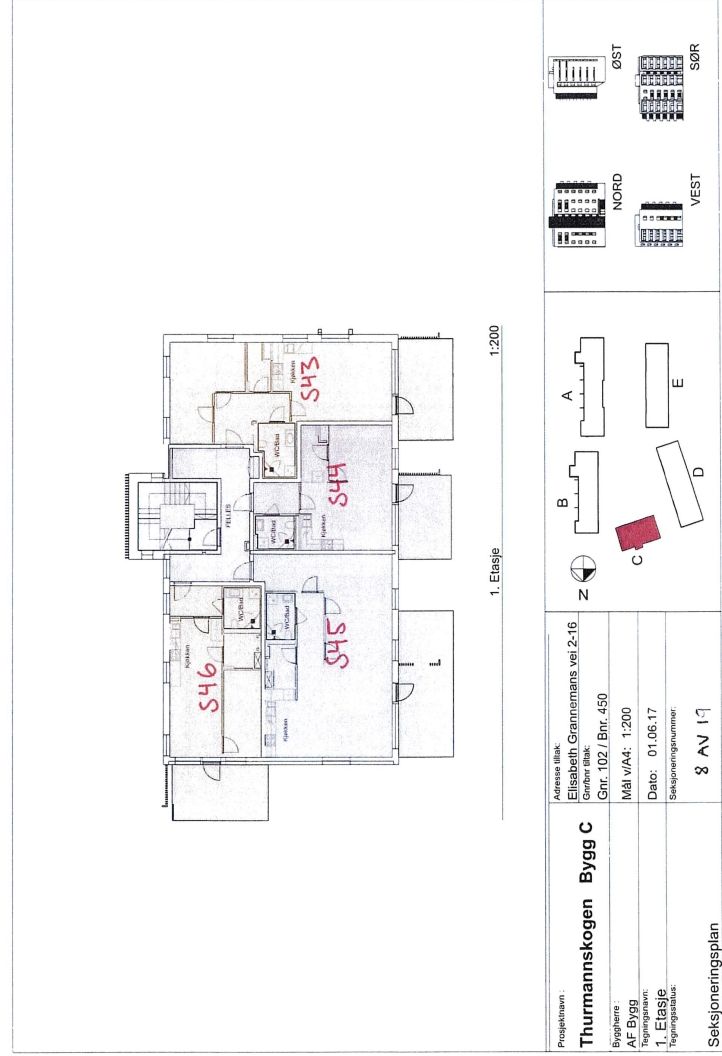 S46
Kjøkken
WC/Bad
FELLES
S45
Kjøkken
WC/Bad
S44
WC/Bad
Kjøkken
S43
Kjøkken
WC/Bad
1. Etasje
1:200
Prosjektnavn :
Thurmannskogen Bygg C
Byggherre :
AF Bygg
Tegningsnavn:
1. Etasje
Tegningsstatus:
Seksjoneringsplan
Adresse tiltak:
Elisabeth Grannemans vei 2-16
Gnr/bnr tiltak:
Gnr. 102 / Bnr. 450
Mål v/A4: 1:200
Dato: 01.06.17
Seksjoneringsnummer:
8 AV 19
N
A
B
C
D
E
NORD
ØST
VEST
SØR